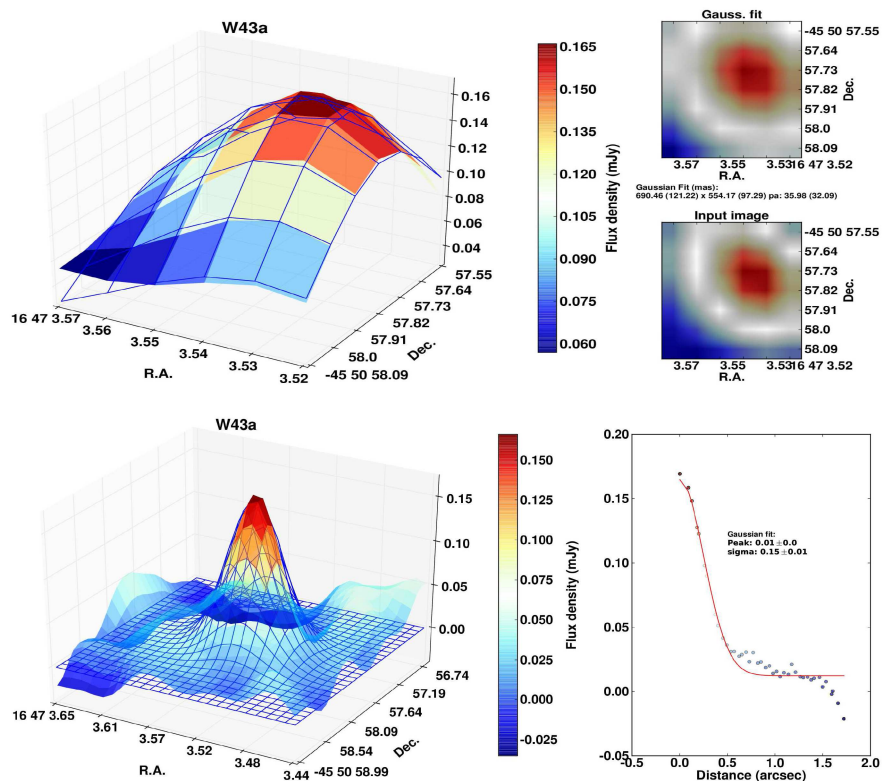 W43a
0.16
0.14
0.12
0.10
0.08
0.06
0.04
16 47 3.57
3.56
3.55
3.54
3.53
3.52
R.A.
57.55
57.64
57.73
57.82
57.91
58.0
-45 50 58.09
Dec.
0.165
0.150
0.135
0.120
0.105
0.090
0.075
0.060
Flux density (mJy)
Gauss. fit
-45 50 57.55
57.64
57.73
57.82
57.91
58.0
58.09
Dec.
3.57 3.55 3.53 16 47 3.52
R.A.
Gaussian Fit (mas):
690.46 (121.22) x 554.17 (97.29) pa: 35.98 (32.09)
Input image
-45 50 57.55
57.64
57.73
57.82
57.91
58.0
58.09
Dec.
3.57 3.55 3.53 16 47 3.52
R.A.
W43a
0.15
0.10
0.05
0.00
16 47 3.65
3.61
3.57
3.52
3.48
3.44
R.A.
56.74
57.19
57.64
58.09
58.54
-45 50 58.99
Dec.
0.150
0.125
0.100
0.075
0.050
0.025
0.000
-0.025
Flux density (mJy)
0.20
0.15
0.10
0.05
0.00
-0.05
Gaussian fit:
Peak: 0.01±0.0
sigma: 0.15±0.01
0.0 0.5 1.0 1.5 2.0
Distance (arcsec)